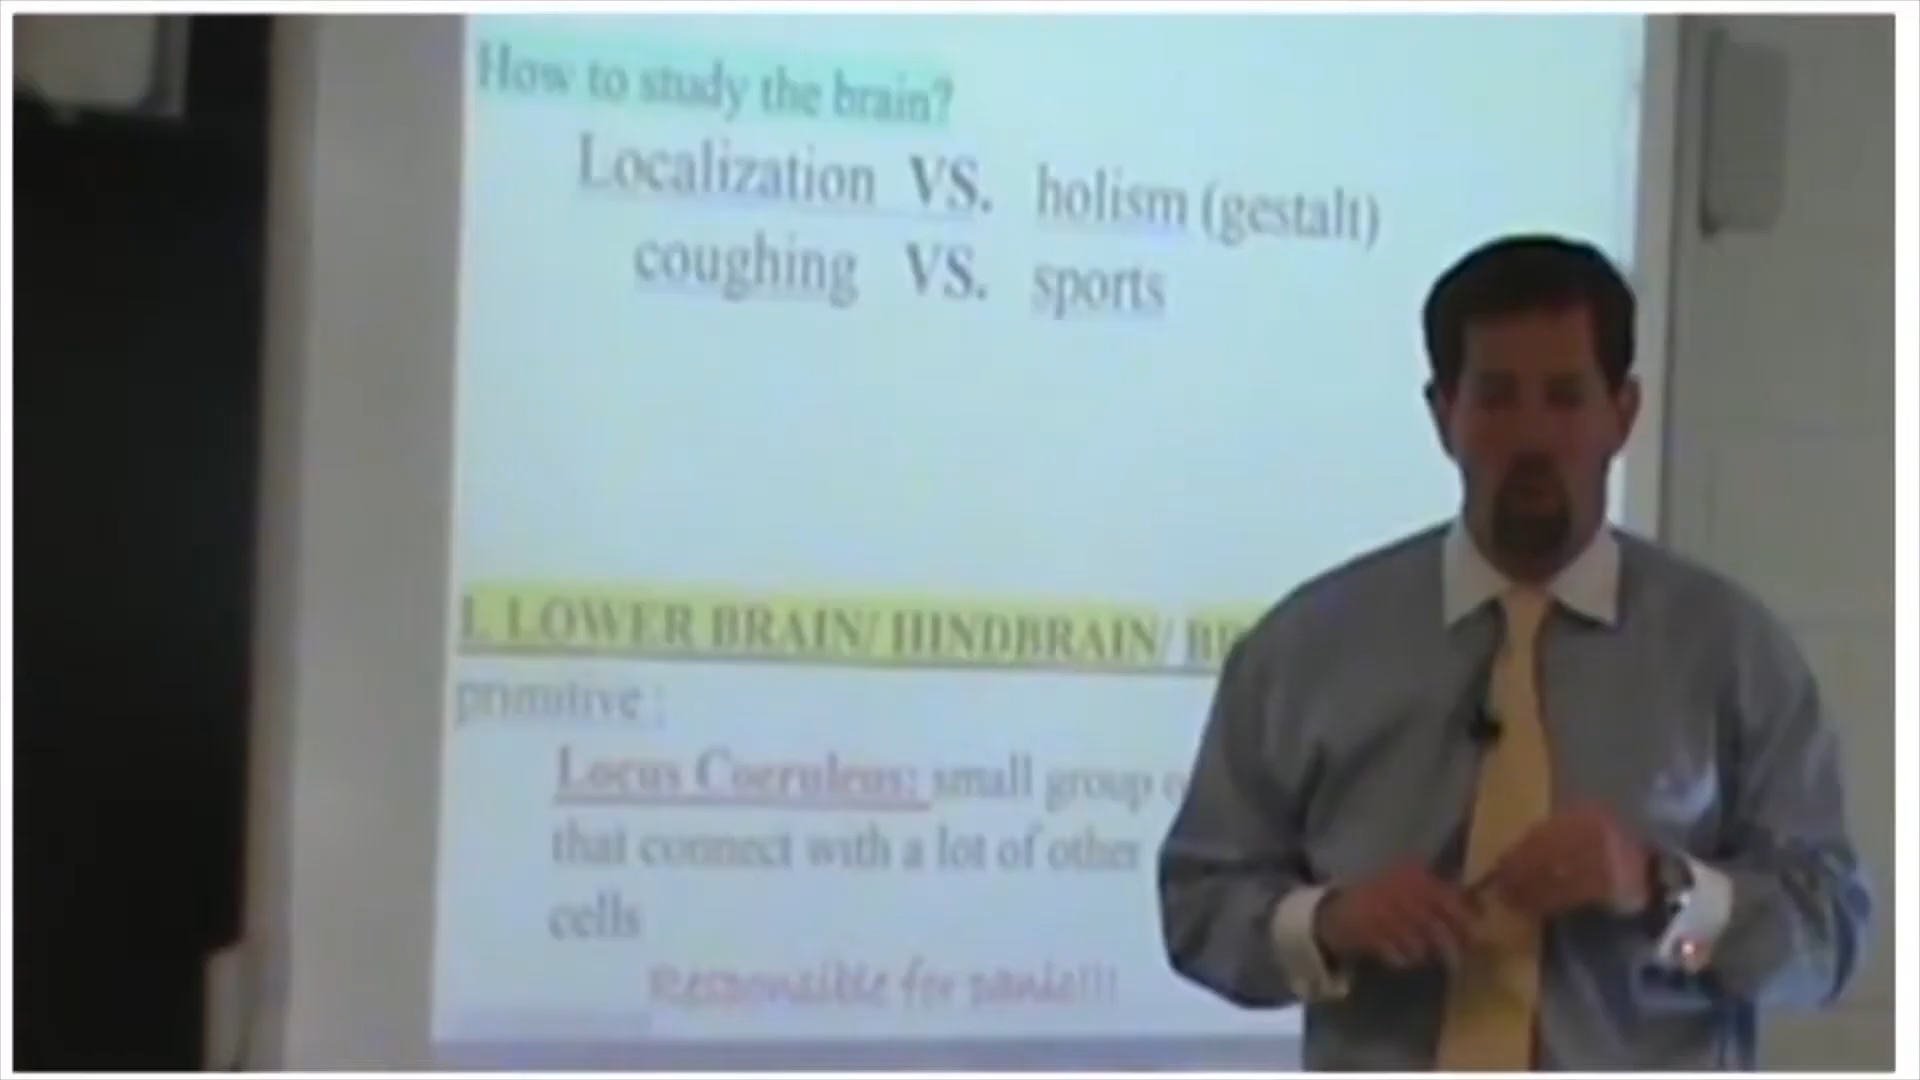 How to study the brain?
Localization VS. holism (gestalt)
coughing VS. sports
I. LOWER BRAIN/ HINDBRAIN/
primitive :
Locus Coeruleus: small group
that connect with a lot of other
cells
Responsible for panic!!!